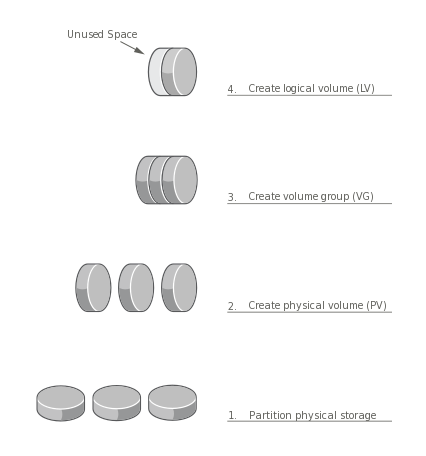 Unused Space
4. Create logical volume (LV)
3. Create volume group (VG)
2. Create physical volume (PV)
1. Partition physical storage